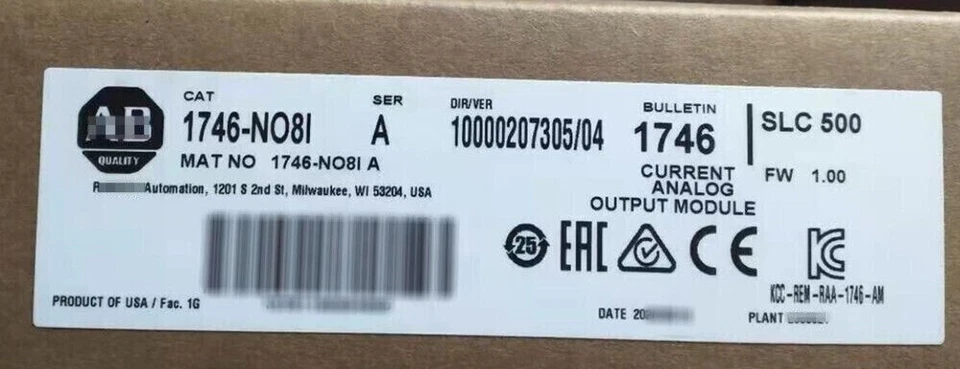 CAT
1746-NO8I
SER
A
DIR/VER
10000207305/04
BULLETIN
1746
SLC 500
MAT NO 1746-NO8I A
CURRENT
ANALOG
OUTPUT MODULE
FW 1.00
QUALITY
Automation, 1201 S 2nd St, Milwaukee, WI 53204, USA
25
EAC
CE
KCC-REM-RAA-1746-AM
PRODUCT OF USA / Fac. 1G
DATE
PLANT